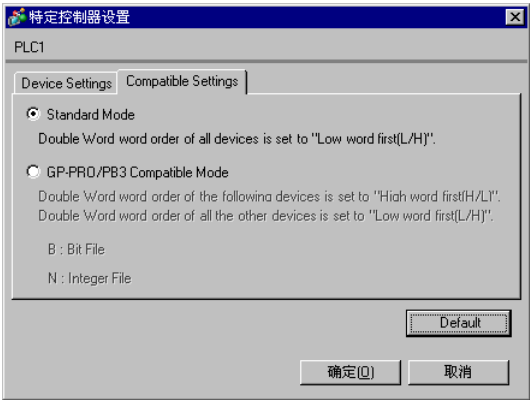 特定控制器设置
PLC1
Device Settings Compatible Settings
Standard Mode
Double Word word order of all devices is set to "Low word first(L/H)".
GP-PRO/PB3 Compatible Mode
Double Word word order of the following devices is set to "High word first(H/L)".
Double Word word order of all the other devices is set to "Low word first(L/H)".
B : Bit File
N : Integer File
Default
确定(O) 取消